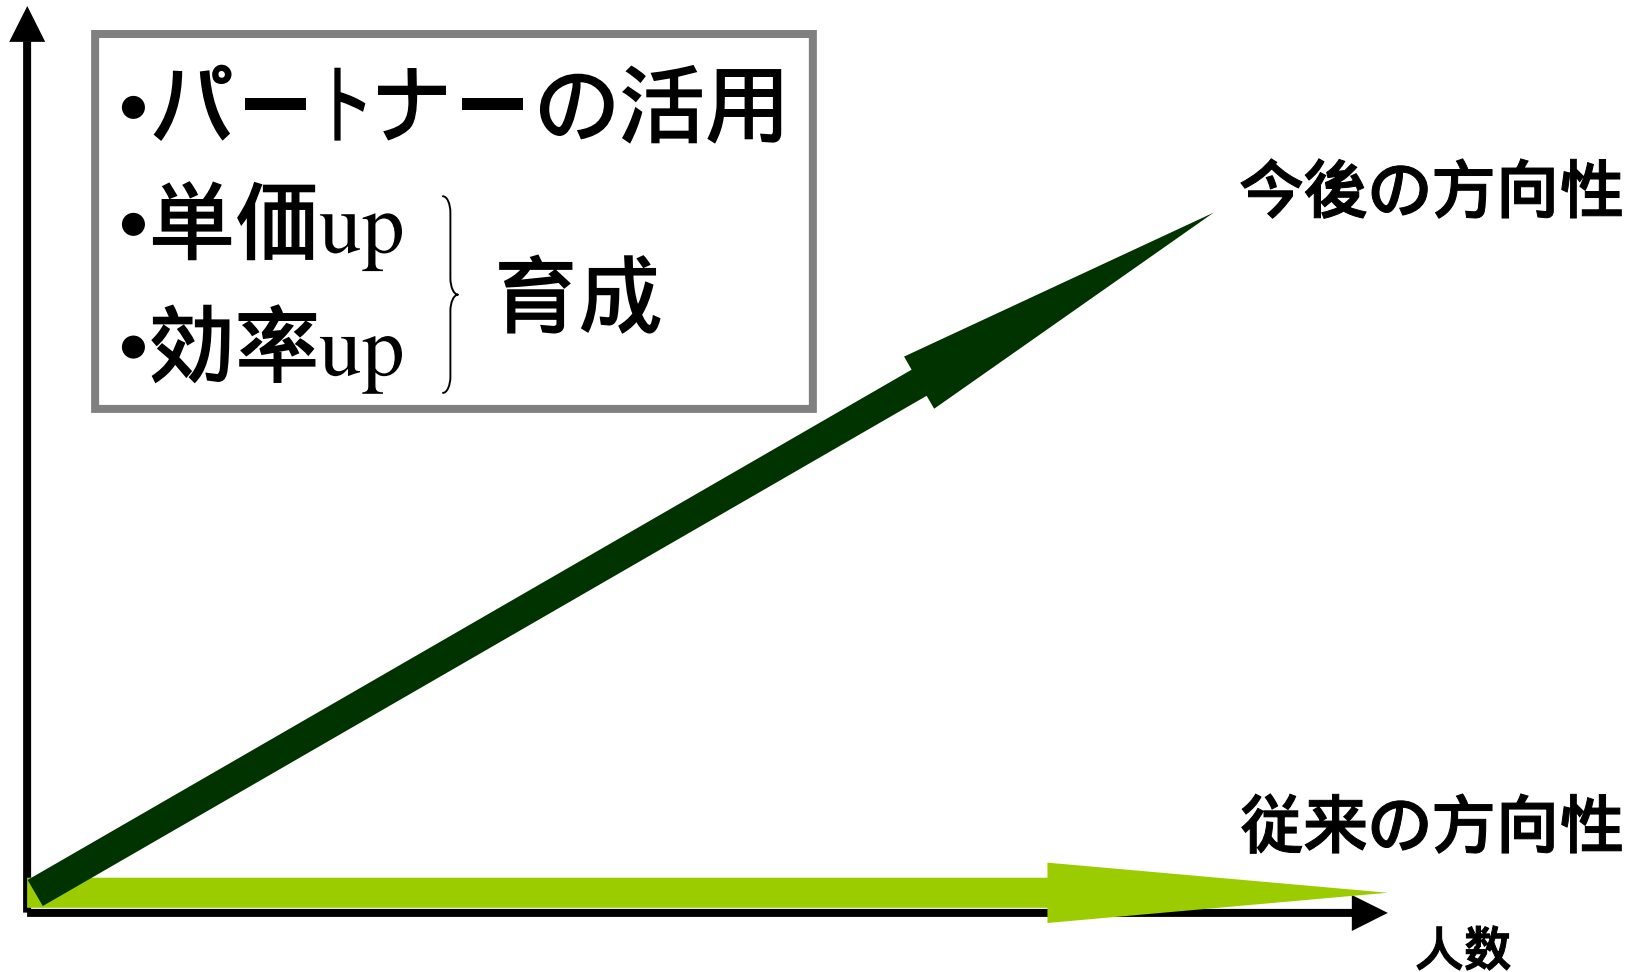 •パートナーの活用
•単価up
•効率up
育成
今後の方向性
従来の方向性
人数